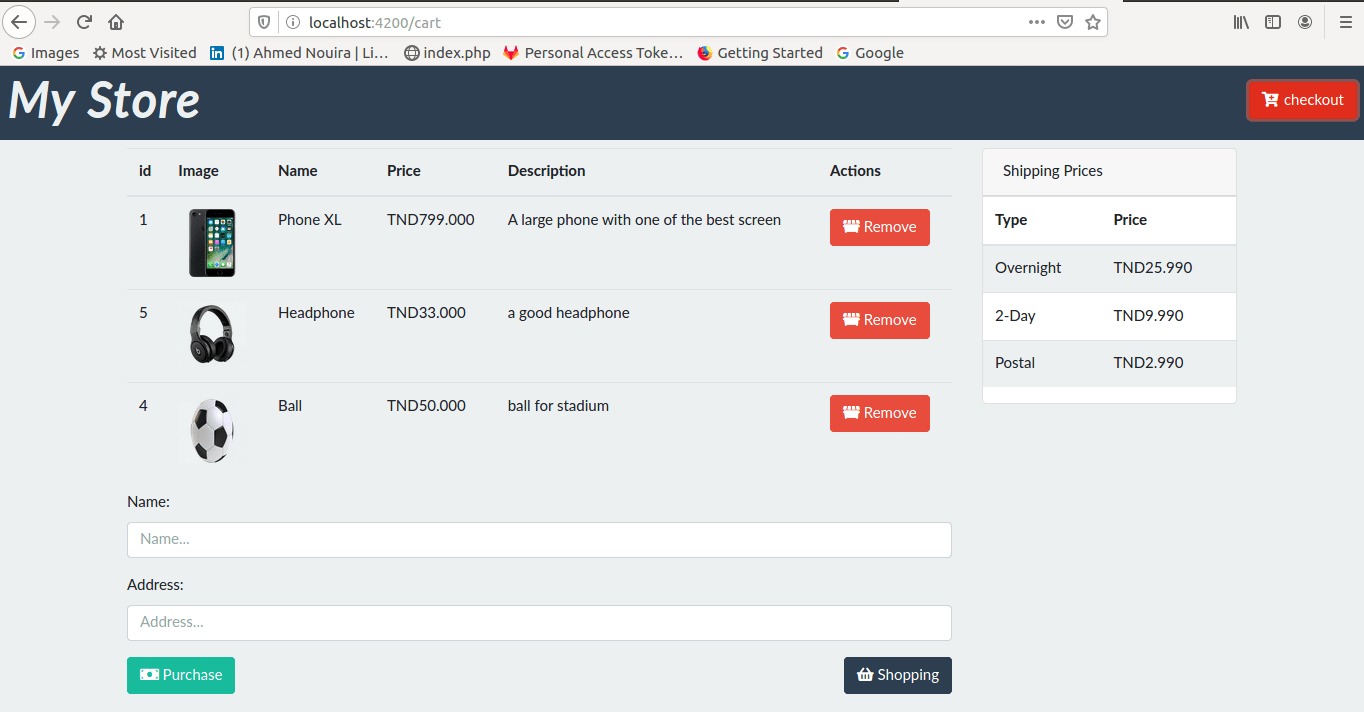 localhost:4200/cart
Images Most Visited (1) Ahmed Nouira | Li… index.php Personal Access Toke… Getting Started Google
My Store checkout
id Image Name Price Description Actions
1 Phone XL TND799.000 A large phone with one of the best screen Remove
5 Headphone TND33.000 a good headphone Remove
4 Ball TND50.000 ball for stadium Remove
Shipping Prices
Type Price
Overnight TND25.990
2-Day TND9.990
Postal TND2.990
Name:
Name...
Address:
Address...
Purchase Shopping